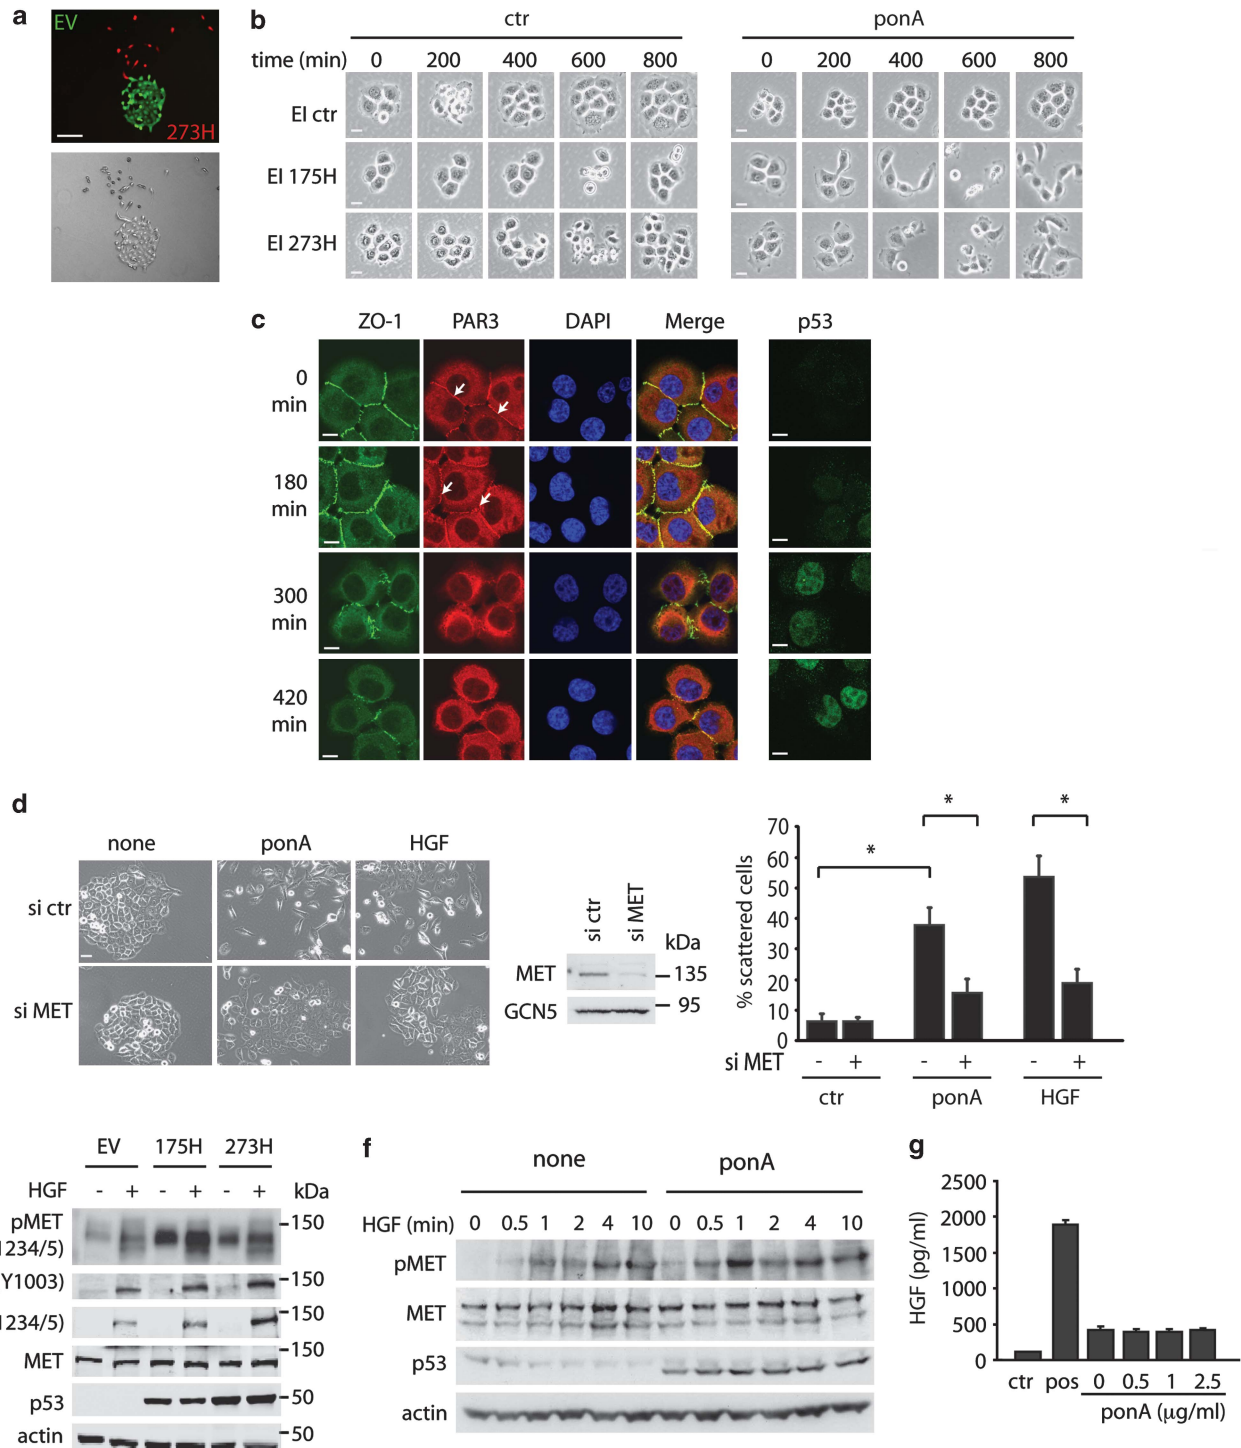 a
EV
273H
b
ctr
ponA
time (min) 0 200 400 600 800 0 200 400 600 800
EI ctr
EI 175H
EI 273H
c
ZO-1 PAR3 DAPI Merge p53
0
min
180
min
300
min
420
min
d
none ponA HGF
si ctr
si MET
si ctr
si MET
kDa
MET
135
GCN5
95
% scattered cells
70
60
50
40
30
20
10
0
* * *
si MET - + - + - +
ctr ponA HGF
EV 175H 273H
HGF - + - + - + kDa
pMET
1234/5)
150
Y1003)
150
1234/5)
150
MET
150
p53
50
actin
50
f
none ponA
HGF (min) 0 0.5 1 2 4 10 0 0.5 1 2 4 10
pMET
MET
p53
actin
g
HGF (pg/ml)
2500
2000
1500
1000
500
0
ctr pos 0 0.5 1 2.5
ponA (µg/ml)